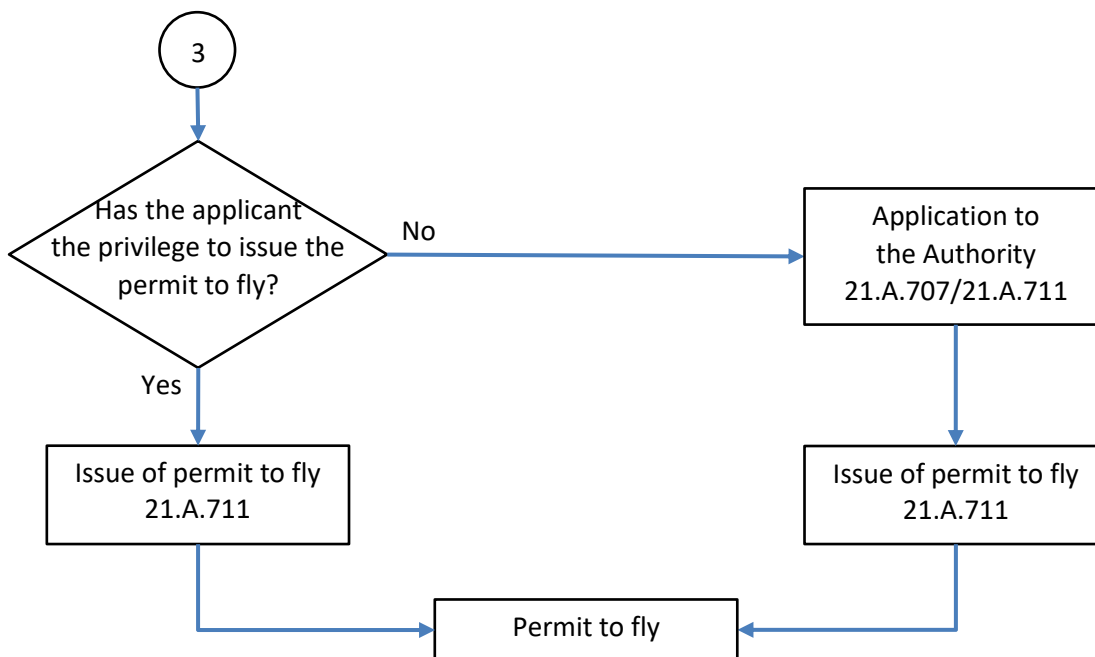 3
Has the applicant
the privilege to issue the
permit to fly?
No
Application to
the Authority
21.A.707/21.A.711
Yes
Issue of permit to fly
21.A.711
Issue of permit to fly
21.A.711
Permit to fly